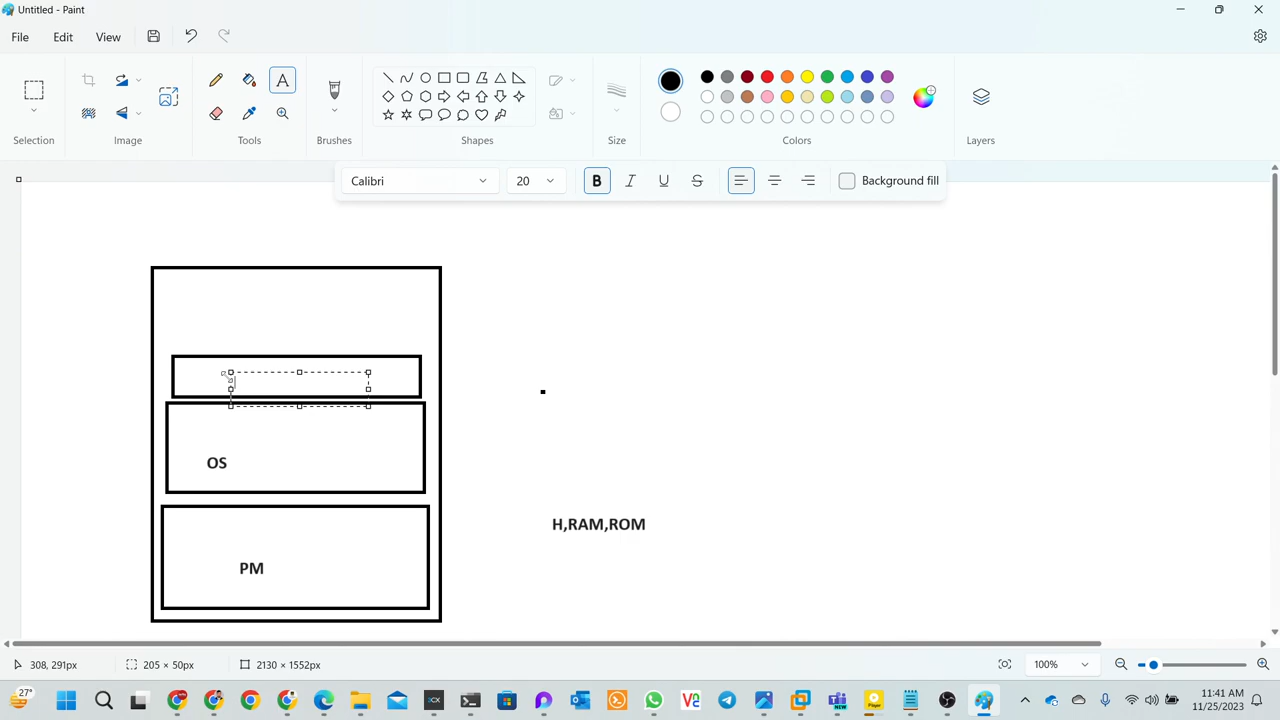 Untitled - Paint
File Edit View
Selection Image Tools Brushes Shapes Size Colors Layers
Calibri 20 B I U S Background fill
OS
H,RAM,ROM
PM
308, 291px 205 × 50px 2130 × 1552px 100%
27° 11:41 AM
11/25/2023